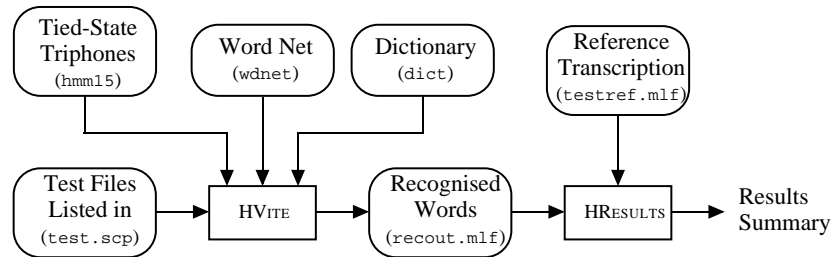 Tied-State
Triphones
(hmm15)
Word Net
(wdnet)
Dictionary
(dict)
Reference
Transcription
(testref.mlf)
Test Files
Listed in
(test.scp)
HVITE
Recognised
Words
(recout.mlf)
HRESULTS
Results
Summary